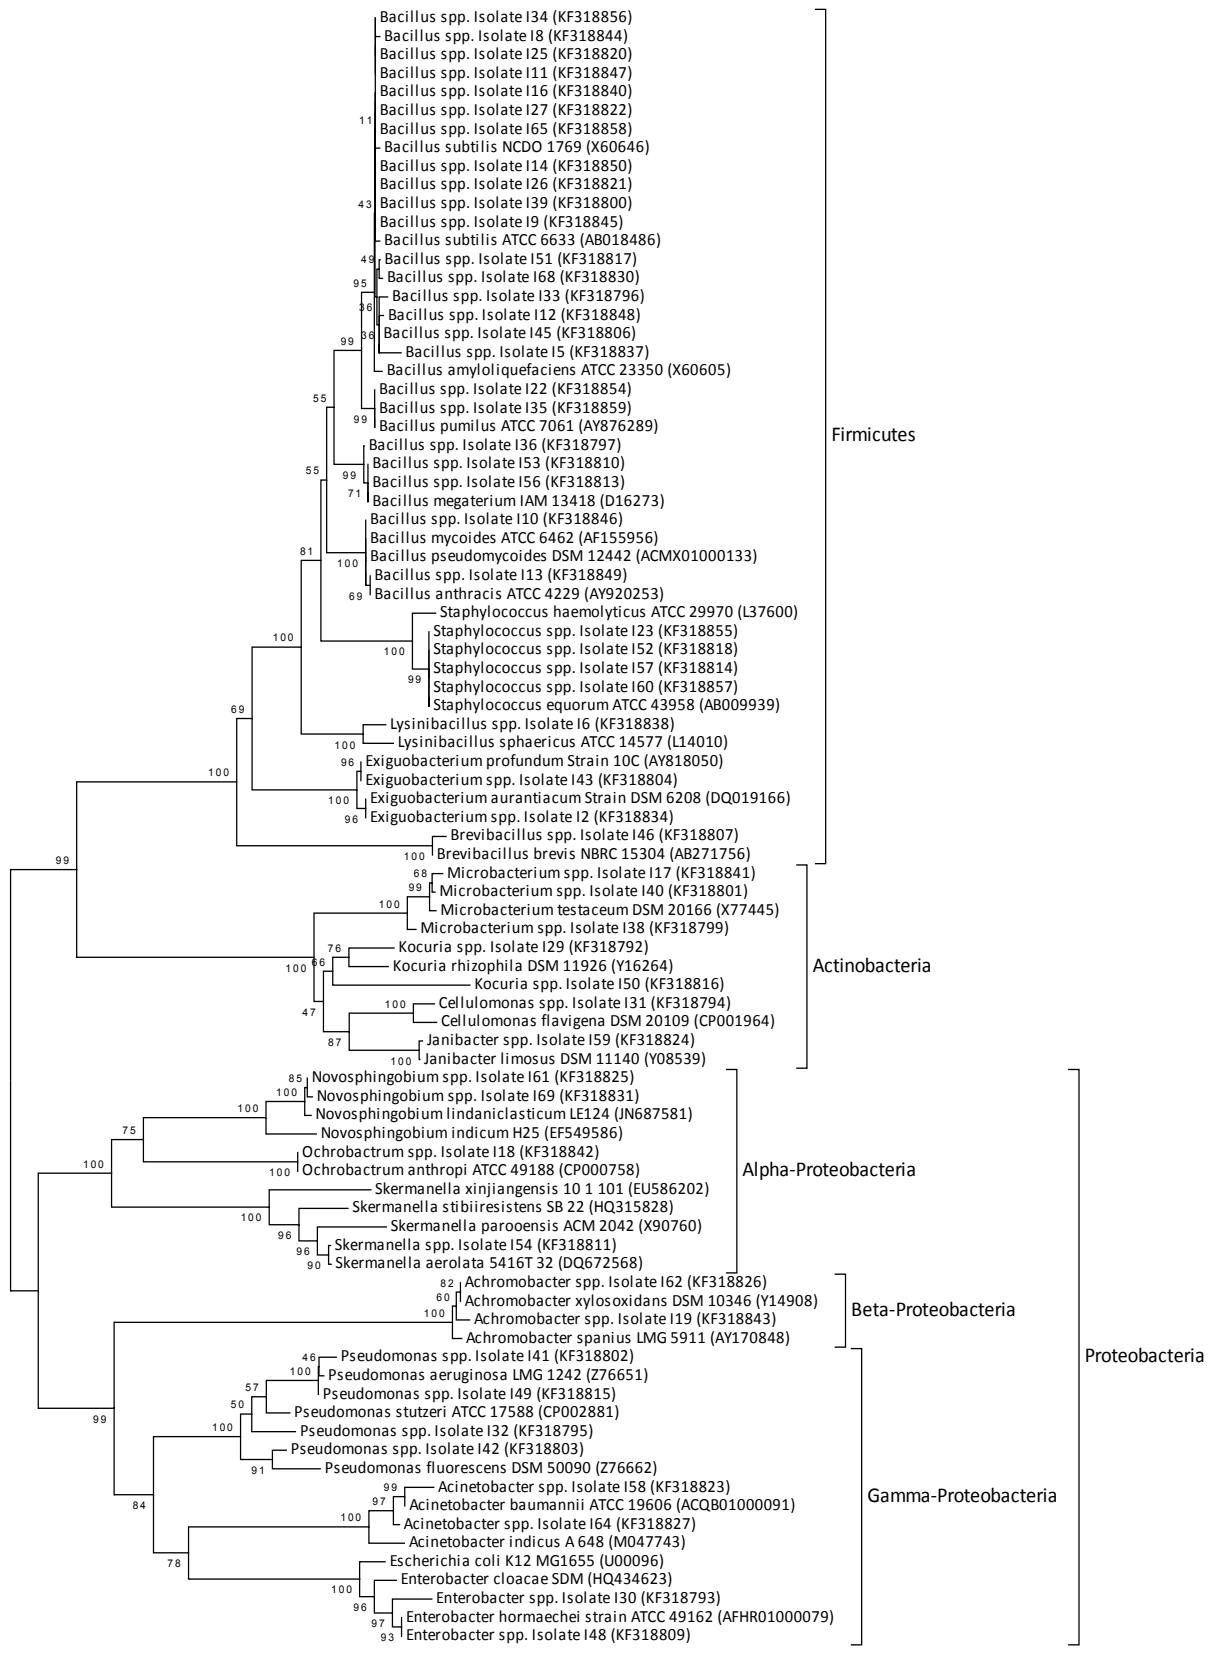 Bacillus spp. Isolate I34 (KF318856)
Bacillus spp. Isolate I8 (KF318844)
Bacillus spp. Isolate I25 (KF318820)
Bacillus spp. Isolate I11 (KF318847)
Bacillus spp. Isolate I16 (KF318840)
Bacillus spp. Isolate I27 (KF318822)
11
Bacillus spp. Isolate I65 (KF318858)
Bacillus subtilis NCDO 1769 (X60646)
Bacillus spp. Isolate I14 (KF318850)
Bacillus spp. Isolate I26 (KF318821)
43
Bacillus spp. Isolate I39 (KF318800)
Bacillus spp. Isolate I9 (KF318845)
Bacillus subtilis ATCC 6633 (AB018486)
49
Bacillus spp. Isolate I51 (KF318817)
Bacillus spp. Isolate I68 (KF318830)
95
Bacillus spp. Isolate I33 (KF318796)
36
Bacillus spp. Isolate I12 (KF318848)
36
Bacillus spp. Isolate I45 (KF318806)
99
Bacillus spp. Isolate I5 (KF318837)
Bacillus amyloliquefaciens ATCC 23350 (X60605)
Bacillus spp. Isolate I22 (KF318854)
55
Bacillus spp. Isolate I35 (KF318859)
99
Bacillus pumilus ATCC 7061 (AY876289)
Firmicutes
Bacillus spp. Isolate I36 (KF318797)
Bacillus spp. Isolate I53 (KF318810)
55
99
Bacillus spp. Isolate I56 (KF318813)
71
Bacillus megaterium IAM 13418 (D16273)
Bacillus spp. Isolate I10 (KF318846)
Bacillus mycoides ATCC 6462 (AF155956)
81
Bacillus pseudomycoides DSM 12442 (ACMX01000133)
100
Bacillus spp. Isolate I13 (KF318849)
69
Bacillus anthracis ATCC 4229 (AY920253)
Staphylococcus haemolyticus ATCC 29970 (L37600)
Staphylococcus spp. Isolate I23 (KF318855)
100
100
Staphylococcus spp. Isolate I52 (KF318818)
Staphylococcus spp. Isolate I57 (KF318814)
99
Staphylococcus spp. Isolate I60 (KF318857)
Staphylococcus equorum ATCC 43958 (AB009939)
69
Lysinibacillus spp. Isolate I6 (KF318838)
100
Lysinibacillus sphaericus ATCC 14577 (L14010)
96
Exiguobacterium profundum Strain 10C (AY818050)
100
Exiguobacterium spp. Isolate I43 (KF318804)
100
Exiguobacterium aurantiacum Strain DSM 6208 (DQ019166)
96
Exiguobacterium spp. Isolate I2 (KF318834)
Brevibacillus spp. Isolate I46 (KF318807)
100
Brevibacillus brevis NBRC 15304 (AB271756)
99
68
Microbacterium spp. Isolate I17 (KF318841)
99
Microbacterium spp. Isolate I40 (KF318801)
100
Microbacterium testaceum DSM 20166 (X77445)
Microbacterium spp. Isolate I38 (KF318799)
76
Kocuria spp. Isolate I29 (KF318792)
100
66
Kocuria rhizophila DSM 11926 (Y16264)
Actinobacteria
Kocuria spp. Isolate I50 (KF318816)
100
Cellulomonas spp. Isolate I31 (KF318794)
47
Cellulomonas flavigena DSM 20109 (CP001964)
87
Janibacter spp. Isolate I59 (KF318824)
100
Janibacter limosus DSM 11140 (Y08539)
85
Novosphingobium spp. Isolate I61 (KF318825)
100
Novosphingobium spp. Isolate I69 (KF318831)
100
Novosphingobium lindaniclasticum LE124 (JN687581)
75
Novosphingobium indicum H25 (EF549586)
Ochrobactrum spp. Isolate I18 (KF318842)
100
100
Ochrobactrum anthropi ATCC 49188 (CP000758)
Alpha-Proteobacteria
Skermanella xinjiangensis 10 1 101 (EU586202)
Skermanella stibiiresistens SB 22 (HQ315828)
100
Skermanella parooensis ACM 2042 (X90760)
96
Skermanella spp. Isolate I54 (KF318811)
96
Skermanella aerolata 5416T 32 (DQ672568)
90
82
Achromobacter spp. Isolate I62 (KF318826)
60
Achromobacter xylosoxidans DSM 10346 (Y14908)
Beta-Proteobacteria
100
Achromobacter spp. Isolate I19 (KF318843)
Achromobacter spanius LMG 5911 (AY170848)
Proteobacteria
46
Pseudomonas spp. Isolate I41 (KF318802)
100
Pseudomonas aeruginosa LMG 1242 (Z76651)
57
Pseudomonas spp. Isolate I49 (KF318815)
50
Pseudomonas stutzeri ATCC 17588 (CP002881)
99
100
Pseudomonas spp. Isolate I32 (KF318795)
Pseudomonas spp. Isolate I42 (KF318803)
91
Pseudomonas fluorescens DSM 50090 (Z76662)
99
Acinetobacter spp. Isolate I58 (KF318823)
Gamma-Proteobacteria
84
97
Acinetobacter baumannii ATCC 19606 (ACQB01000091)
100
Acinetobacter spp. Isolate I64 (KF318827)
Acinetobacter indicus A 648 (M047743)
78
Escherichia coli K12 MG1655 (U00096)
100
Enterobacter cloacae SDM (HQ434623)
96
Enterobacter spp. Isolate I30 (KF318793)
97
Enterobacter hormaechei strain ATCC 49162 (AFHR01000079)
93
Enterobacter spp. Isolate I48 (KF318809)